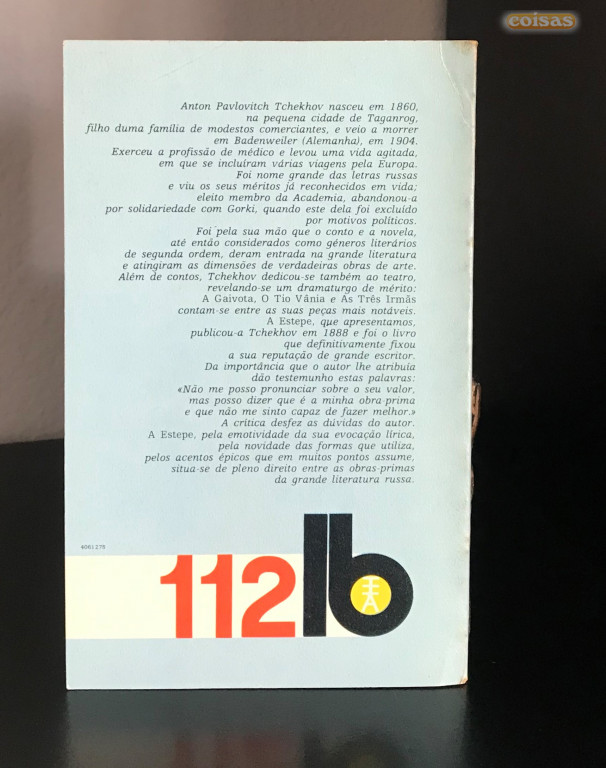 coisas
Anton Pavlovitch Tchekhov nasceu em 1860,
na pequena cidade de Taganrog,
filho duma família de modestos comerciantes, e veio a morrer
em Badenweiler (Alemanha), em 1904.
Exerceu a profissão de médico e levou uma vida agitada,
em que se incluíram várias viagens pela Europa.
Foi nome grande das letras russas
e viu os seus méritos já reconhecidos em vida;
eleito membro da Academia, abandonou-a
por solidariedade com Gorki, quando este dela foi excluído
por motivos políticos.
Foi pela sua mão que o conto e a novela,
até então considerados como géneros literários
de segunda ordem, deram entrada na grande literatura
e atingiram as dimensões de verdadeiras obras de arte.
Além de contos, Tchekhov dedicou-se também ao teatro,
revelando-se um dramaturgo de mérito:
A Gaivota, O Tio Vânia e As Três Irmãs
contam-se entre as suas peças mais notáveis.
A Estepe, que apresentamos,
publicou-a Tchekhov em 1888 e foi o livro
que definitivamente fixou
a sua reputação de grande escritor.
Da importância que o autor lhe atribuía
dão testemunho estas palavras:
«Não me posso pronunciar sobre o seu valor,
mas posso dizer que é a minha obra-prima
e que não me sinto capaz de fazer melhor.»
A crítica desfez as dúvidas do autor.
A Estepe, pela emotividade da sua evocação lírica,
pela novidade das formas que utiliza,
pelos acentos épicos que em muitos pontos assume,
situa-se de pleno direito entre as obras-primas
da grande literatura russa.
4061279
112 lb